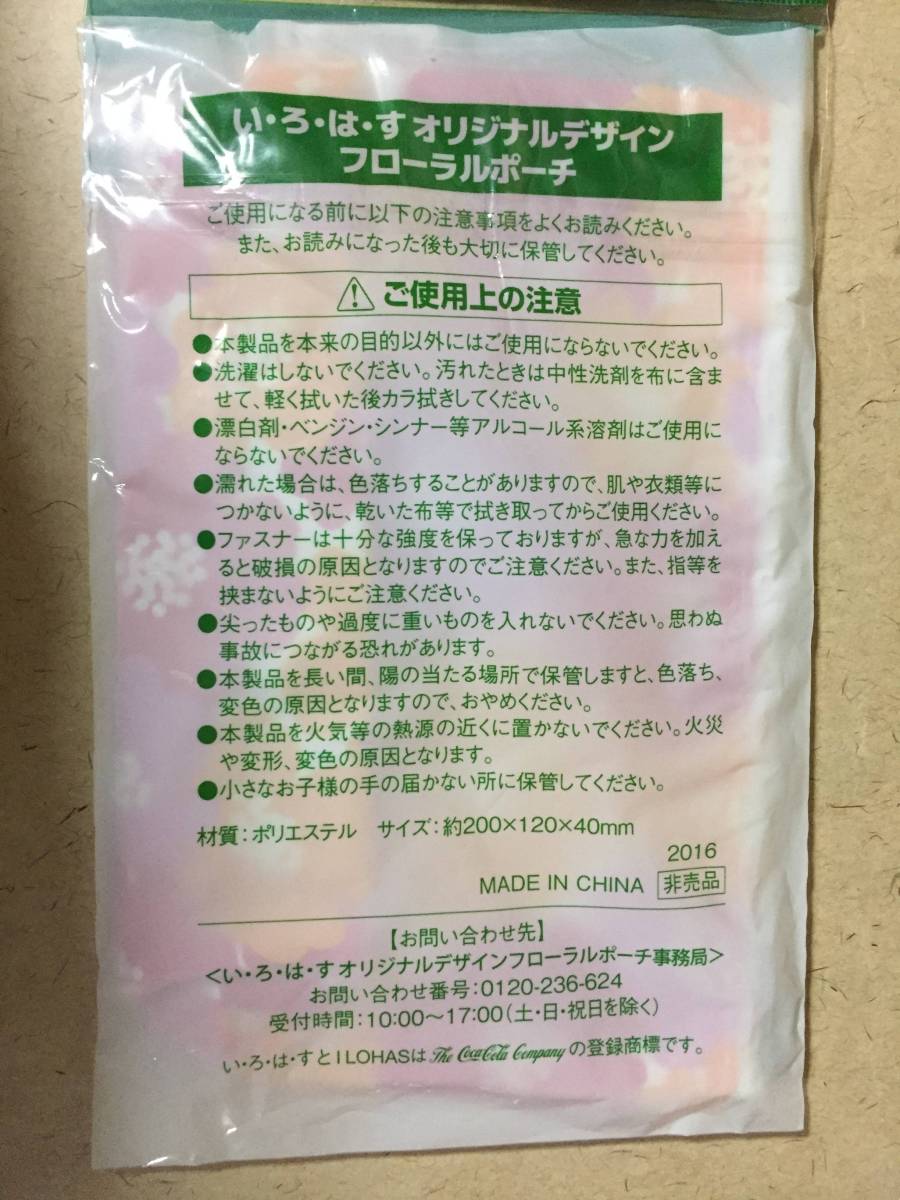 い・ろ・は・す オリジナルデザイン
フローラルポーチ
ご使用になる前に以下の注意事項をよくお読みください。
また、お読みになった後も大切に保管してください。
ご使用上の注意
●本製品を本来の目的以外にはご使用にならないでください。
●洗濯はしないでください。汚れたときは中性洗剤を布に含ま
せて、軽く拭いた後カラ拭きしてください。
●漂白剤・ベンジン・シンナー等アルコール系溶剤はご使用に
ならないでください。
●濡れた場合は、色落ちすることがありますので、肌や衣類等に
つかないように、乾いた布等で拭き取ってからご使用ください。
●ファスナーは十分な強度を保っておりますが、急な力を加え
ると破損の原因となりますのでご注意ください。また、指等を
挟まないようにご注意ください。
●尖ったものや過度に重いものを入れないでください。思わぬ
事故につながる恐れがあります。
●本製品を長い間、陽の当たる場所で保管しますと、色落ち、
変色の原因となりますので、おやめください。
●本製品を火気等の熱源の近くに置かないでください。火災
や変形、変色の原因となります。
●小さなお子様の手の届かない所に保管してください。
材質：ポリエステル　サイズ：約200×120×40mm
2016
MADE IN CHINA 非売品
【お問い合わせ先】
＜い・ろ・は・す オリジナルデザインフローラルポーチ事務局＞
お問い合わせ番号：0120-236-624
受付時間：10:00～17:00（土・日・祝日を除く）
い・ろ・は・すとI LOHASは The Coca-Cola Company の登録商標です。